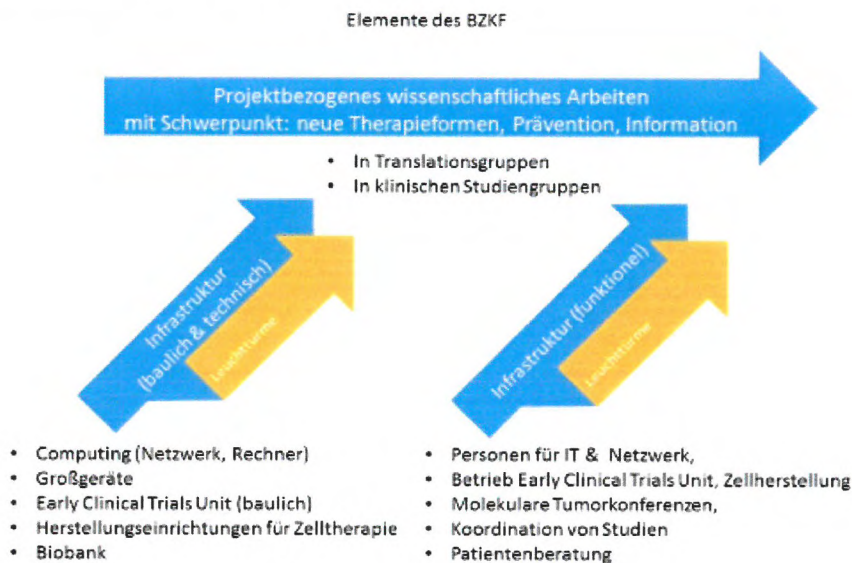 Elemente des BZKF
Projektbezogenes wissenschaftliches Arbeiten
mit Schwerpunkt: neue Therapieformen, Prävention, Information
• In Translationsgruppen
• In klinischen Studiengruppen
Infrastruktur
(baulich & technisch)
Leuchttürme
Infrastruktur (funktionel)
Leuchttürme
• Computing (Netzwerk, Rechner)
• Großgeräte
• Early Clinical Trials Unit (baulich)
• Herstellungseinrichtungen für Zelltherapie
• Biobank
• Personen für IT & Netzwerk,
• Betrieb Early Clinical Trials Unit, Zellherstellung
• Molekulare Tumorkonferenzen,
• Koordination von Studien
• Patientenberatung